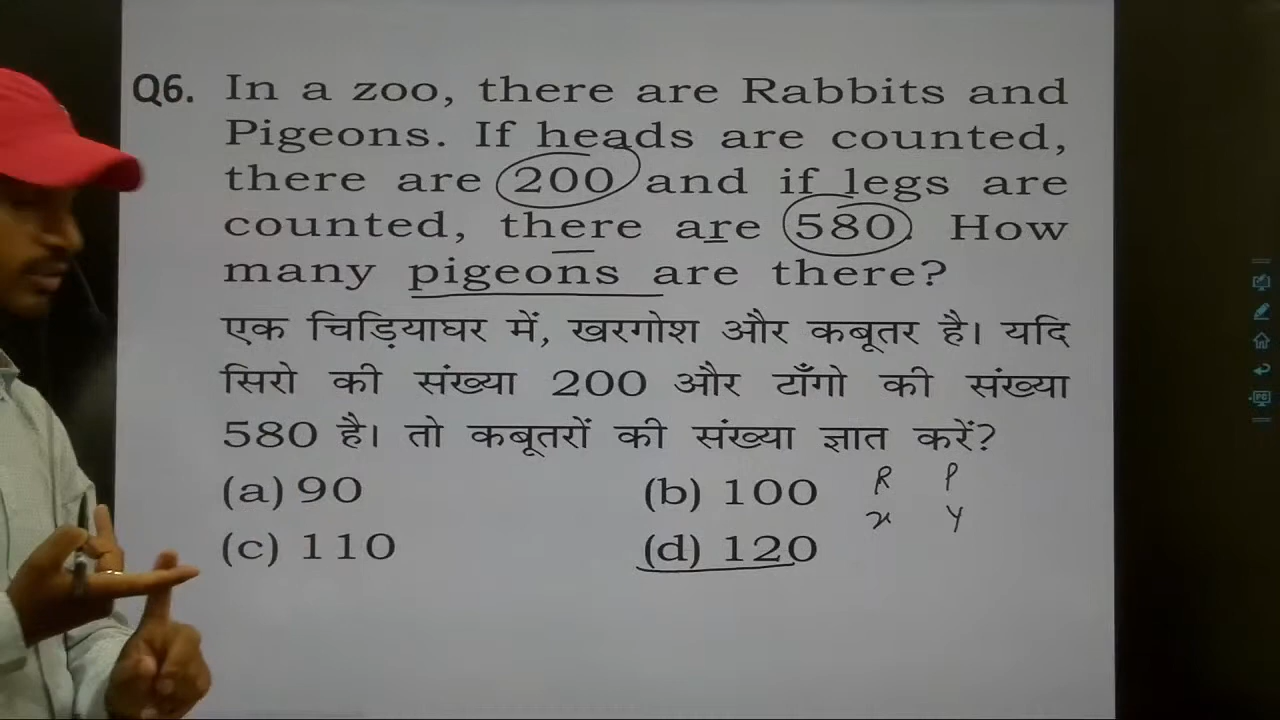 Q6. In a zoo, there are Rabbits and
Pigeons. If heads are counted,
there are 200 and if legs are
counted, there are 580. How
many pigeons are there?
एक चिड़ियाघर में, खरगोश और कबूतर है। यदि
सिरो की संख्या 200 और टाँगो की संख्या
580 है। तो कबूतरों की संख्या ज्ञात करें?
(a) 90 (b) 100 R P
x y
(c) 110 (d) 120